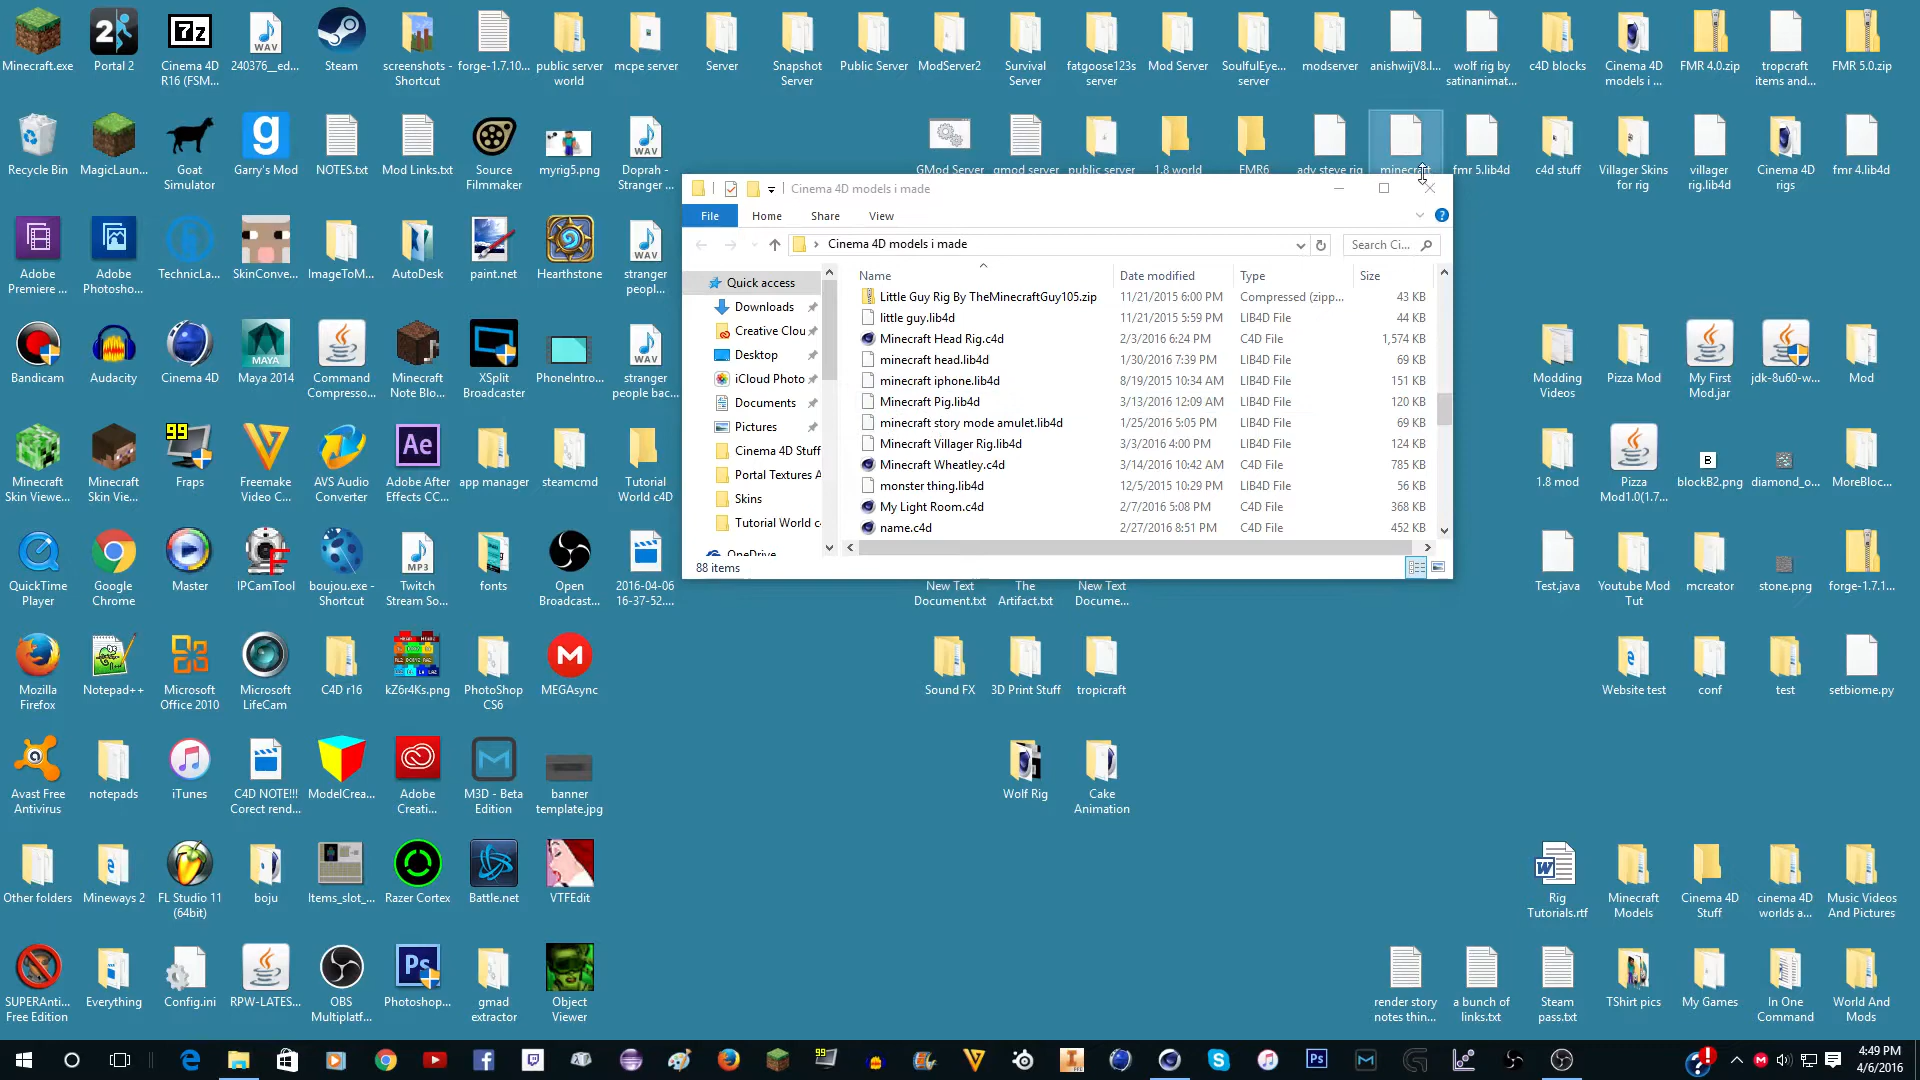 Minecraft.exe
Portal 2
Cinema 4D
R16 (FSM...
240376__ed...
Steam
screenshots -
Shortcut
forge-1.7.10...
public server
world
mcpe server
Server
Snapshot
Server
Public Server
ModServer2
Survival
Server
fatgoose123s
server
Mod Server
SoulfulEye...
server
modserver
anishwijV8.l...
wolf rig by
satinanimat...
c4D blocks
Cinema 4D
models i ...
FMR 4.0.zip
tropcraft
items and...
FMR 5.0.zip
Recycle Bin
MagicLaun...
Goat
Simulator
Garry's Mod
NOTES.txt
Mod Links.txt
Source
Filmmaker
myrig5.png
Doprah -
Stranger ...
GMod Server
gmod server
public server
1.8 world
FMR6
adv steve rig
minecraft
fmr 5.lib4d
c4d stuff
Villager Skins
for rig
villager
rig.lib4d
Cinema 4D
rigs
fmr 4.lib4d
Cinema 4D models i made
File
Home
Share
View
Cinema 4D models i made
Search Ci...
Quick access
Downloads
Creative Clou
Desktop
iCloud Photo
Documents
Pictures
Cinema 4D Stuff
Portal Textures A
Skins
Tutorial World c4
OneDrive
Name
Date modified
Type
Size
Little Guy Rig By TheMinecraftGuy105.zip 11/21/2015 6:00 PM Compressed (zipp... 43 KB
little guy.lib4d 11/21/2015 5:59 PM LIB4D File 44 KB
Minecraft Head Rig.c4d 2/3/2016 6:24 PM C4D File 1,574 KB
minecraft head.lib4d 1/30/2016 7:39 PM LIB4D File 69 KB
minecraft iphone.lib4d 8/19/2015 10:34 AM LIB4D File 151 KB
Minecraft Pig.lib4d 3/13/2016 12:09 AM LIB4D File 120 KB
minecraft story mode amulet.lib4d 1/25/2016 5:05 PM LIB4D File 69 KB
Minecraft Villager Rig.lib4d 3/3/2016 4:00 PM LIB4D File 124 KB
Minecraft Wheatley.c4d 3/14/2016 10:42 AM C4D File 785 KB
monster thing.lib4d 12/5/2015 10:29 PM LIB4D File 56 KB
My Light Room.c4d 2/7/2016 5:08 PM C4D File 368 KB
name.c4d 2/27/2016 8:51 PM C4D File 452 KB
88 items
Adobe
Premiere ...
Adobe
Photosho...
TechnicLa...
SkinConve...
ImageToM...
AutoDesk
paint.net
Hearthstone
stranger
peopl...
Bandicam
Audacity
Cinema 4D
Maya 2014
Command
Compresso...
Minecraft
Note Blo...
XSplit
Broadcaster
PhoneIntro...
stranger
people bac...
Modding
Videos
Pizza Mod
My First
Mod.jar
jdk-8u60-w...
Mod
Minecraft
Skin Viewe...
Minecraft
Skin Vie...
Fraps
Freemake
Video C...
AVS Audio
Converter
Adobe After
Effects CC...
app manager
steamcmd
Tutorial
World c4D
1.8 mod
Pizza
Mod1.0(1.7...
blockB2.png
diamond_o...
MoreBloc...
QuickTime
Player
Google
Chrome
Master
IPCamTool
boujou.exe -
Shortcut
Twitch
Stream So...
fonts
Open
Broadcast...
2016-04-06
16-37-52....
New Text
Document.txt
The
Artifact.txt
New Text
Docume...
Test.java
Youtube Mod
Tut
mcreator
stone.png
forge-1.7.1...
Mozilla
Firefox
Notepad++
Microsoft
Office 2010
Microsoft
LifeCam
C4D r16
kZ6r4Ks.png
PhotoShop
CS6
MEGAsync
Sound FX
3D Print Stuff
tropicraft
Website test
conf
test
setbiome.py
Avast Free
Antivirus
notepads
iTunes
C4D NOTE!!!
Corect rend...
ModelCrea...
Adobe
Creati...
M3D - Beta
Edition
banner
template.jpg
Wolf Rig
Cake
Animation
Other folders
Mineways 2
FL Studio 11
(64bit)
boju
Items_slot_...
Razer Cortex
Battle.net
VTFEdit
Rig
Tutorials.rtf
Minecraft
Models
Cinema 4D
Stuff
cinema 4D
worlds a...
Music Videos
And Pictures
SUPERAnti...
Free Edition
Everything
Config.ini
RPW-LATES...
OBS
Multiplatf...
Photoshop...
gmad
extractor
Object
Viewer
render story
notes thin...
a bunch of
links.txt
Steam
pass.txt
TShirt pics
My Games
In One
Command
World And
Mods
4:49 PM
4/6/2016